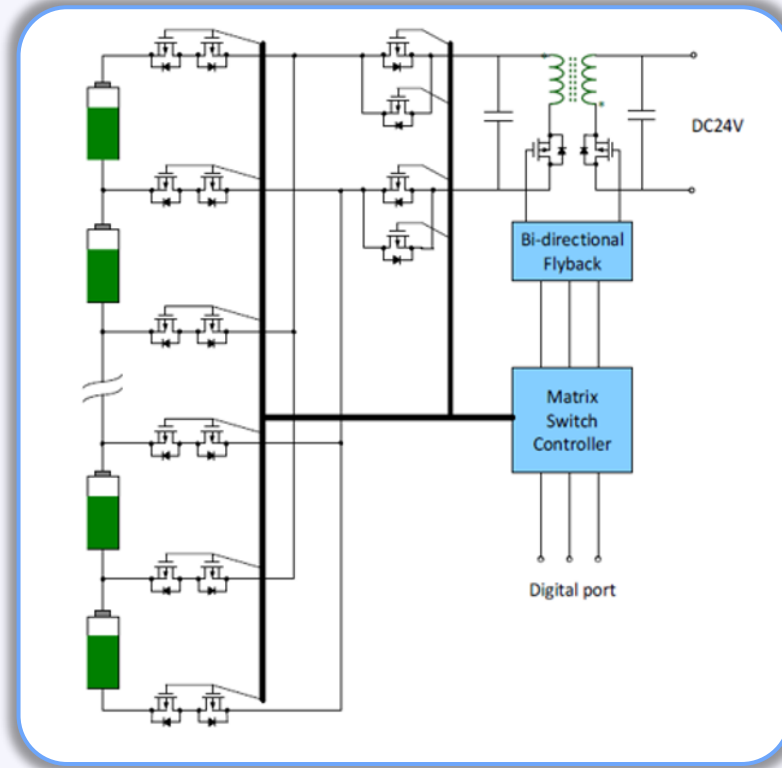 DC24V
Bi-directional
Flyback
Matrix
Switch
Controller
Digital port